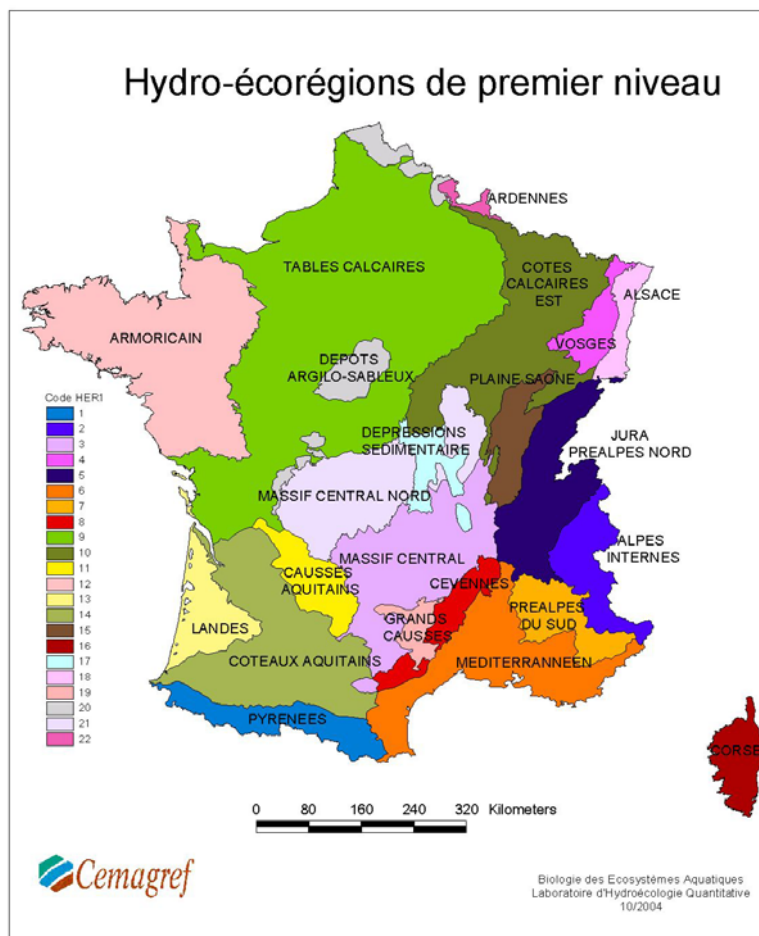 Hydro-écorégions de premier niveau
ARDENNES
TABLES CALCAIRES
COTES
CALCAIRES
EST
ALSACE
ARMORICAIN
VOSGES
DEPOTS
ARGILO-SABLEUX
PLAINE SAONE
Code HER1
1
2
3
4
5
6
7
8
9
10
11
12
13
14
15
16
17
18
19
20
21
22
DEPRESSIONS
SEDIMENTAIRE
JURA
PREALPES NORD
MASSIF CENTRAL NORD
ALPES
INTERNES
MASSIF CENTRAL
CAUSSES
AQUITAINS
CEVENNES
PREALPES
DU SUD
GRANDS
CAUSSES
LANDES
COTEAUX AQUITAINS
MEDITERRANNEEN
PYRENEES
CORSE
0 80 160 240 320 Kilometers
Cemagref
Biologie des Ecosystèmes Aquatiques
Laboratoire d'Hydroécologie Quantitative
10/2004